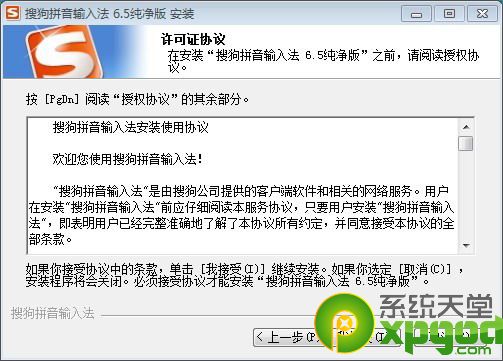 搜狗拼音输入法 6.5纯净版 安装
许可证协议
在安装“搜狗拼音输入法 6.5纯净版”之前，请阅读授权协
议。
按 [PgDn] 阅读“授权协议”的其余部分。
搜狗拼音输入法安装使用协议
欢迎您使用搜狗拼音输入法！
"搜狗拼音输入法"是由搜狗公司提供的客户端软件和相关的网络服务。用户
在安装"搜狗拼音输入法"前应仔细阅读本服务协议，只要用户安装"搜狗拼音输入
法"，即表明用户已经完整准确地了解了本协议所有约定，并同意接受本协议的全
部条款。
如果你接受协议中的条款，单击 [我接受(I)] 继续安装。如果你选定 [取消(C)] ，
安装程序将会关闭。必须接受协议才能安装“搜狗拼音输入法 6.5纯净版”。
搜狗拼音输入法
< 上一步(P)
系统天堂
xpgod